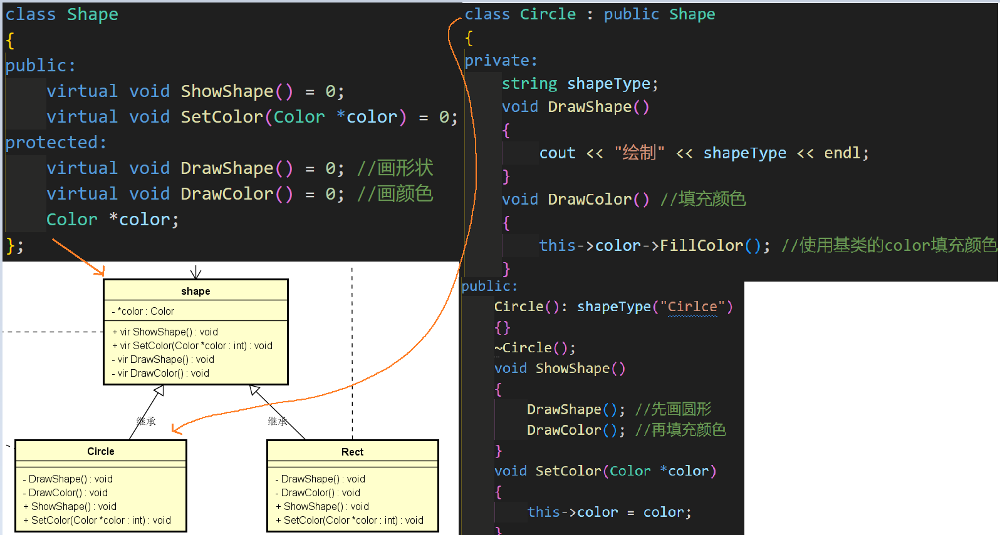 class Shape
{
public:
virtual void ShowShape() = 0;
virtual void SetColor(Color *color) = 0;
protected:
virtual void DrawShape() = 0; //画形状
virtual void DrawColor() = 0; //画颜色
Color *color;
};
class Circle : public Shape
{
private:
string shapeType;
void DrawShape()
{
cout << "绘制" << shapeType << endl;
}
void DrawColor() //填充颜色
{
this->color->FillColor(); //使用基类的color填充颜色
}
public:
Circle(): shapeType("Cirlce")
{}
~Circle();
void ShowShape()
{
DrawShape(); //先画圆形
DrawColor(); //再填充颜色
}
void SetColor(Color *color)
{
this->color = color;
}
shape
- *color : Color
+ vir ShowShape() : void
+ vir SetColor(Color *color : int) : void
- vir DrawShape() : void
- vir DrawColor() : void
继承
继承
Circle
- DrawShape() : void
- DrawColor() : void
+ ShowShape() : void
+ SetColor(Color *color : int) : void
Rect
- DrawShape() : void
- DrawColor() : void
+ ShowShape() : void
+ SetColor(Color *color : int) : void